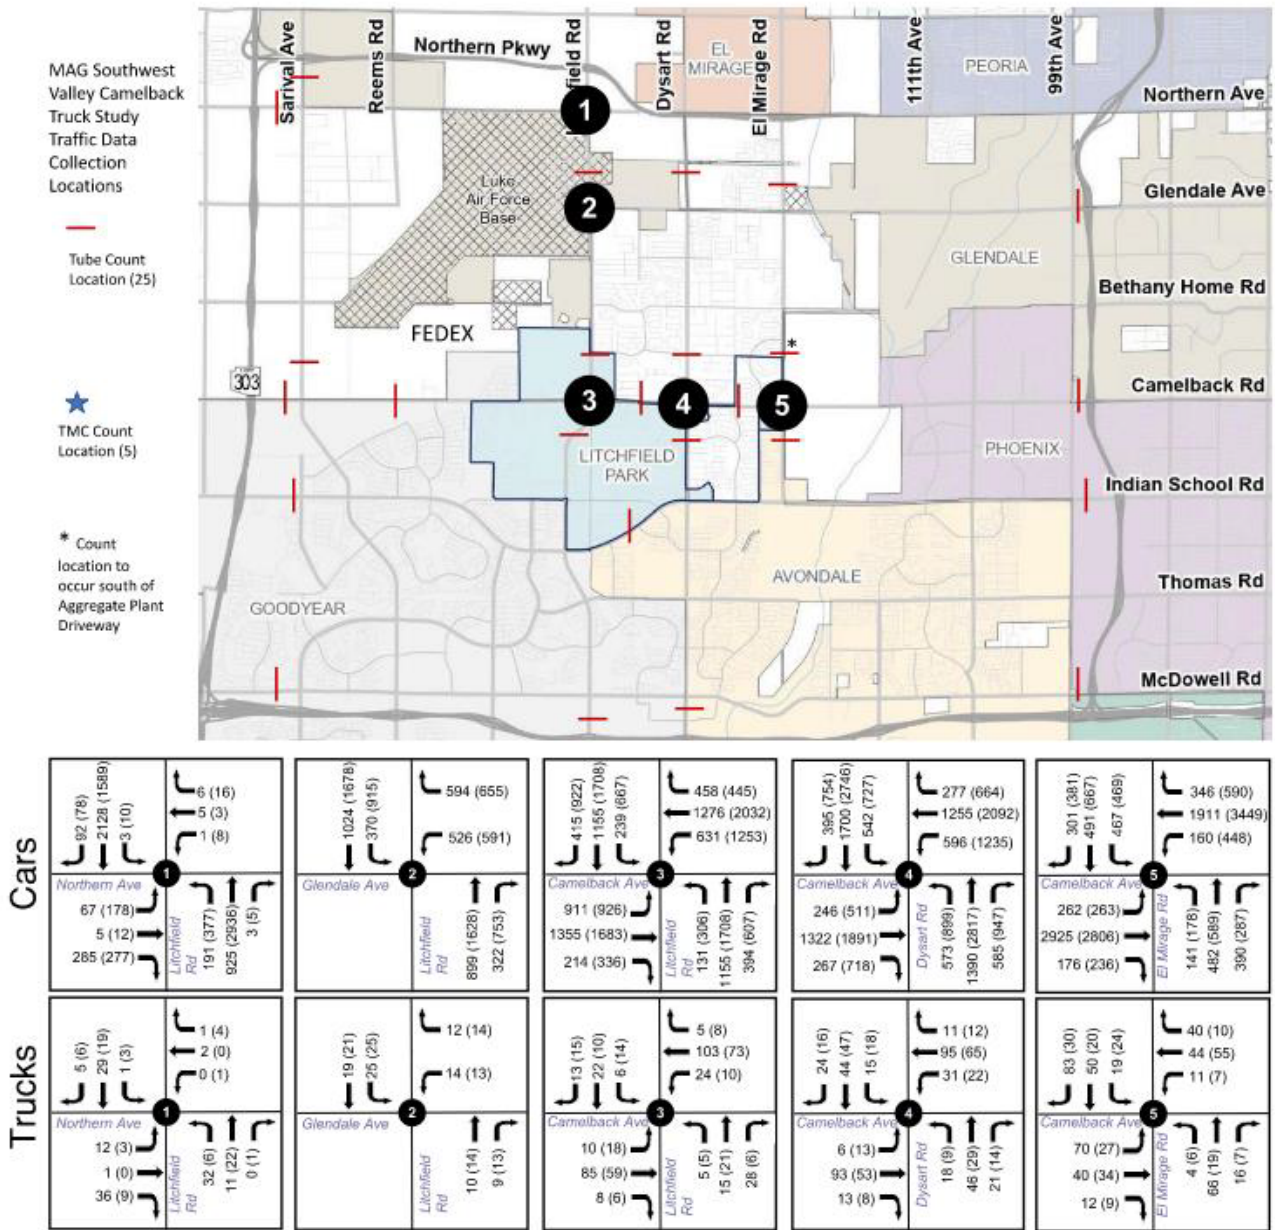 MAG Southwest
Valley Camelback
Truck Study
Traffic Data
Collection
Locations
Tube Count
Location (25)
TMC Count
Location (5)
* Count
location to
occur south of
Aggregate Plant
Driveway
Sarival Ave
Reems Rd
Northern Pkwy
field Rd
Dysart Rd
El Mirage Rd
111th Ave
99th Ave
EL
MIRAGE
PEORIA
Northern Ave
1
Luke
Air Force
Base
2
Glendale Ave
GLENDALE
Bethany Home Rd
FEDEX
*
303
Camelback Rd
3
4
5
LITCHFIELD
PARK
PHOENIX
Indian School Rd
AVONDALE
Thomas Rd
GOODYEAR
McDowell Rd
Cars
92 (78)
2128 (1589)
3 (10)
6 (16)
5 (3)
1 (8)
1
Northern Ave
67 (178)
5 (12)
285 (277)
Litchfield
Rd
191 (377)
925 (2936)
3 (5)
1024 (1678)
370 (915)
594 (655)
526 (591)
2
Glendale Ave
Litchfield
Rd
899 (1628)
322 (753)
415 (922)
1155 (1708)
239 (667)
458 (445)
1276 (2032)
631 (1253)
3
Camelback Ave
911 (926)
1355 (1683)
214 (336)
Litchfield
Rd
131 (306)
1155 (1708)
394 (607)
395 (754)
1700 (2746)
542 (727)
277 (664)
1255 (2092)
596 (1235)
4
Camelback Ave
246 (511)
1322 (1891)
267 (718)
Dysart Rd
573 (899)
1390 (2817)
585 (947)
301 (381)
491 (667)
467 (469)
346 (590)
1911 (3449)
160 (448)
5
Camelback Ave
262 (263)
2925 (2806)
176 (236)
El Mirage Rd
141 (178)
482 (589)
390 (287)
Trucks
5 (6)
29 (19)
1 (3)
1 (4)
2 (0)
0 (1)
1
Northern Ave
12 (3)
1 (0)
36 (9)
Litchfield
Rd
32 (6)
11 (22)
0 (1)
19 (21)
25 (25)
12 (14)
14 (13)
2
Glendale Ave
Litchfield
Rd
10 (14)
9 (13)
13 (15)
22 (10)
6 (14)
5 (8)
103 (73)
24 (10)
3
Camelback Ave
10 (18)
85 (59)
8 (6)
Litchfield
Rd
5 (5)
15 (21)
28 (6)
24 (16)
44 (47)
15 (18)
11 (12)
95 (65)
31 (22)
4
Camelback Ave
6 (13)
93 (53)
13 (8)
Dysart Rd
18 (9)
46 (29)
21 (14)
83 (30)
50 (20)
19 (24)
40 (10)
44 (55)
11 (7)
5
Camelback Ave
70 (27)
40 (34)
12 (9)
El Mirage Rd
4 (6)
66 (19)
16 (7)